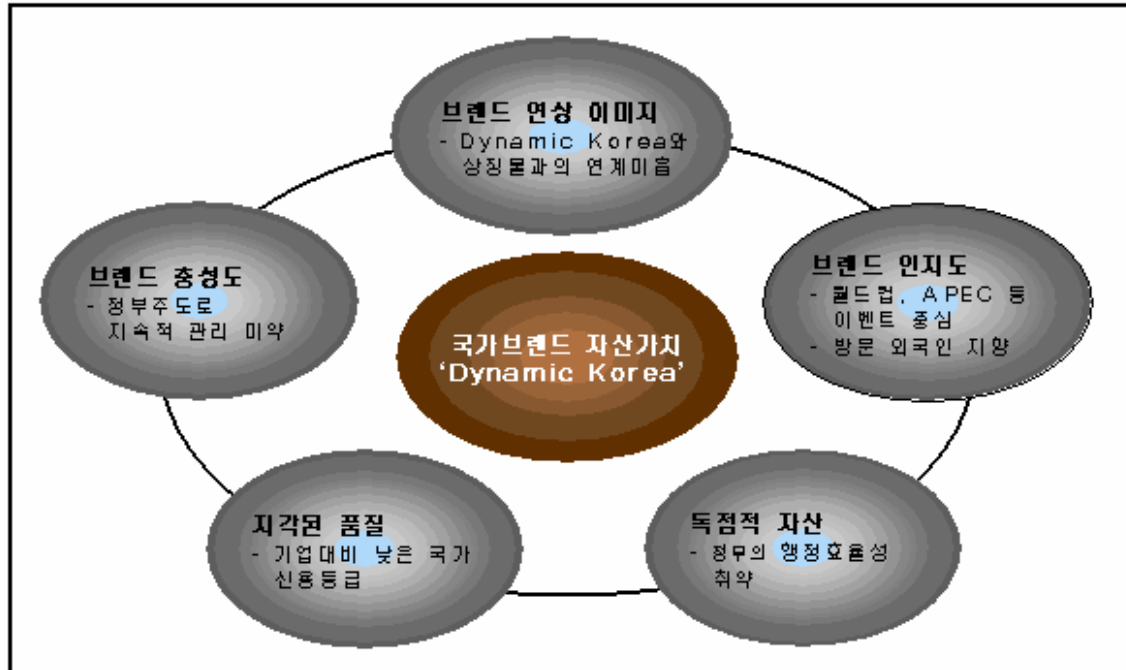 브랜드 연상 이미지
- Dynamic Korea와
상징물과의 연계미흡
브랜드 충성도
- 정부주도로
지속적 관리 미약
브랜드 인지도
- 월드컵, APEC 등
이벤트 중심
- 방문 외국인 지향
국가브랜드 자산가치
‘Dynamic Korea’
지각된 품질
- 기업대비 낮은 국가
신용등급
독점적 자산
- 정부의 행정효율성
취약